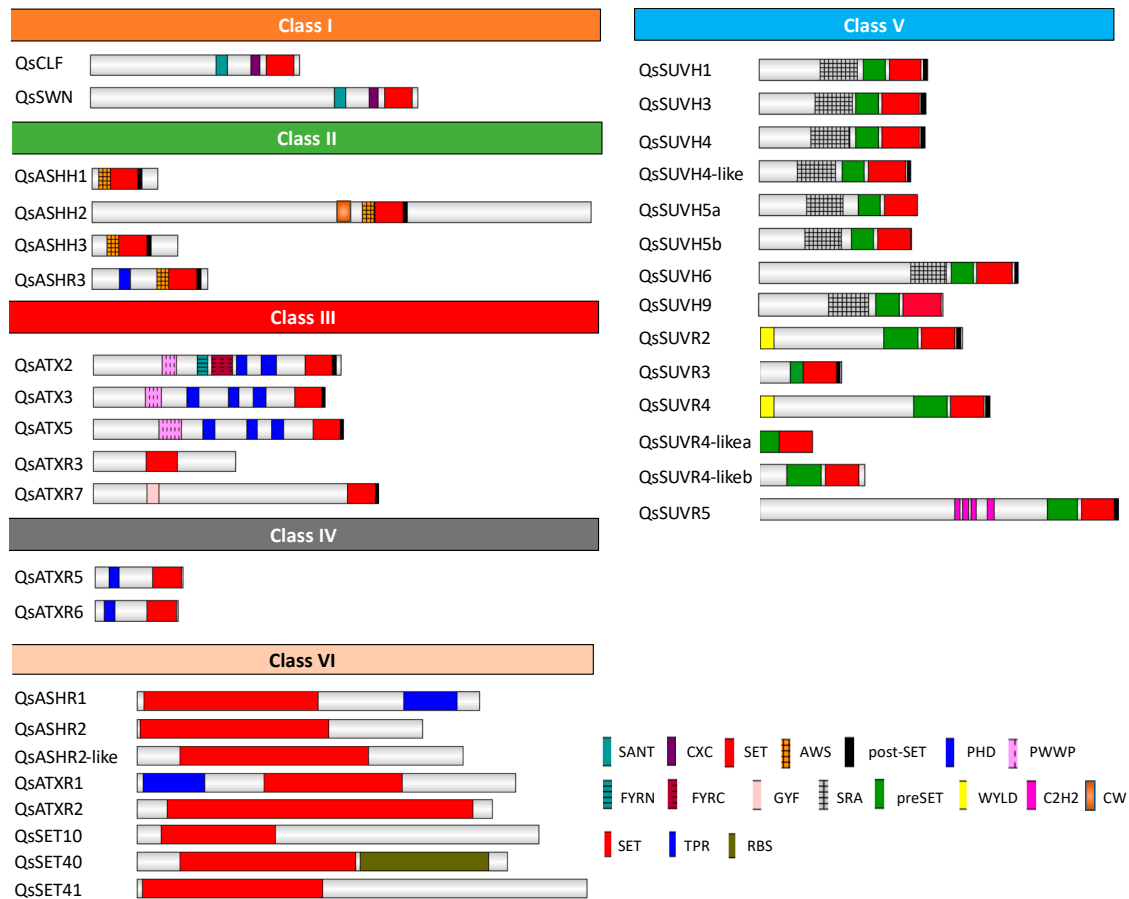 Class I
QsCLF
QsSWN
Class II
QsASHH1
QsASHH2
QsASHH3
QsASHR3
Class III
QsATX2
QsATX3
QsATX5
QsATXR3
QsATXR7
Class IV
QsATXR5
QsATXR6
Class VI
QsASHR1
QsASHR2
QsASHR2-like
QsATXR1
QsATXR2
QsSET10
QsSET40
QsSET41
Class V
QsSUVH1
QsSUVH3
QsSUVH4
QsSUVH4-like
QsSUVH5a
QsSUVH5b
QsSUVH6
QsSUVH9
QsSUVR2
QsSUVR3
QsSUVR4
QsSUVR4-likea
QsSUVR4-likeb
QsSUVR5
SANT CXC SET AWS post-SET PHD PWWP
FYRN FYRC GYF SRA preSET WYLD C2H2 CW
SET TPR RBS